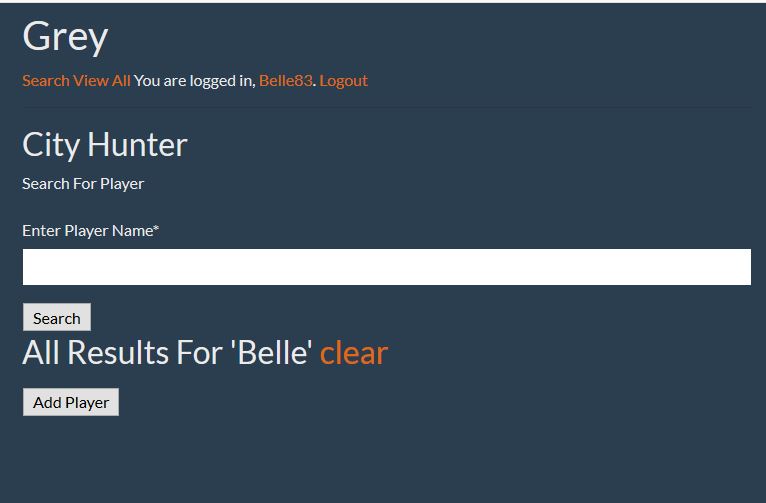 Grey
Search View All You are logged in, Belle83. Logout
City Hunter
Search For Player
Enter Player Name*
Search
All Results For 'Belle' clear
Add Player